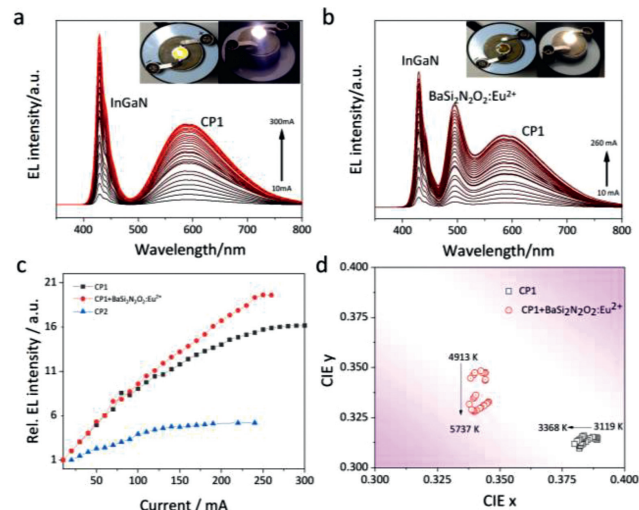 a
InGaN
CP1
300mA
10mA
EL intensity/a.u.
400 500 600 700 800
Wavelength/nm
b
InGaN
BaSi₂N₂O₂:Eu²⁺
CP1
260 mA
10 mA
EL intensity/a.u.
400 500 600 700 800
Wavelength/nm
c
CP1
CP1+BaSi₂N₂O₂:Eu²⁺
CP2
21
16
11
6
1
Rel. EL intensity / a.u.
50 100 150 200 250 300
Current / mA
d
CP1
CP1+BaSi₂N₂O₂:Eu²⁺
4913 K
5737 K
3368 K
3119 K
0.400
0.375
0.350
0.325
0.300
CIE y
0.300 0.325 0.350 0.375 0.400
CIE x